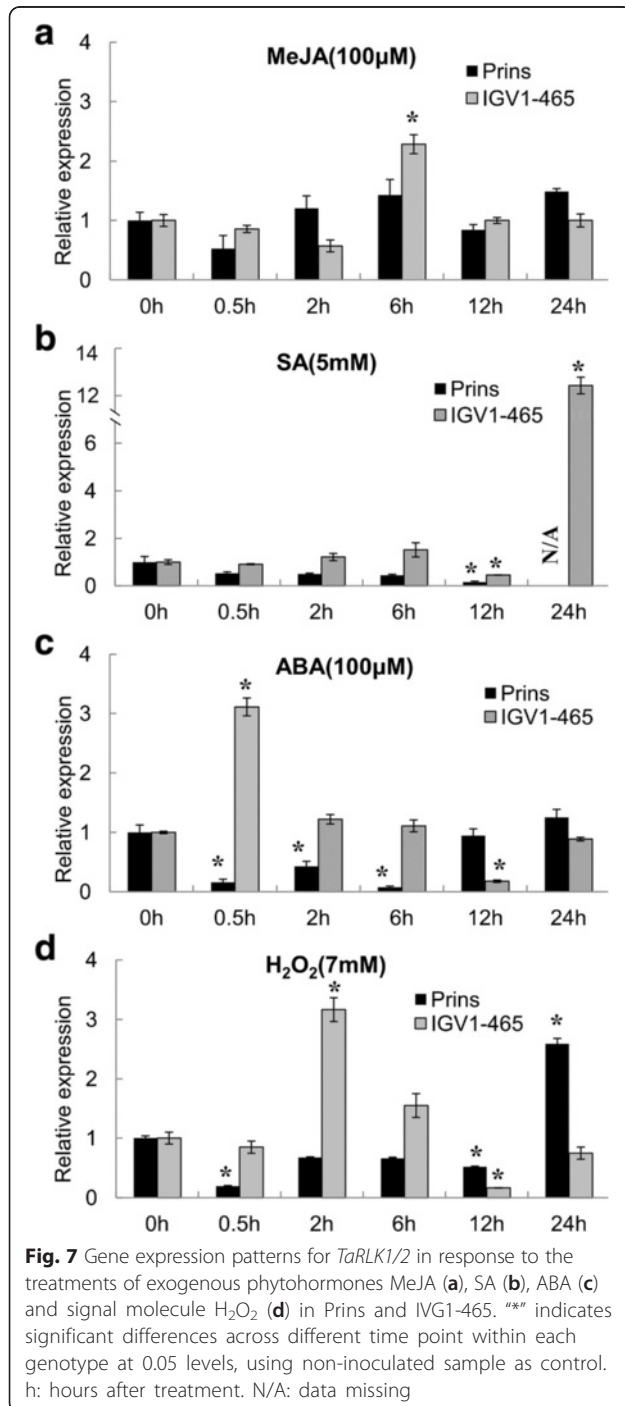 a
MeJA(100μM)
Prins
IGV1-465
Relative expression
4
3
2
1
0
*
0h 0.5h 2h 6h 12h 24h
b
SA(5mM)
Prins
IGV1-465
Relative expression
14
12
6
4
2
0
* * N/A *
0h 0.5h 2h 6h 12h 24h
c
ABA(100μM)
Prins
IGV1-465
Relative expression
4
3
2
1
0
* * * * *
0h 0.5h 2h 6h 12h 24h
d
H₂O₂(7mM)
Prins
IGV1-465
Relative expression
4
3
2
1
0
* * * * *
0h 0.5h 2h 6h 12h 24h
Fig. 7 Gene expression patterns for TaRLK1/2 in response to the
treatments of exogenous phytohormones MeJA (a), SA (b), ABA (c)
and signal molecule H₂O₂ (d) in Prins and IVG1-465. “*” indicates
significant differences across different time point within each
genotype at 0.05 levels, using non-inoculated sample as control.
h: hours after treatment. N/A: data missing